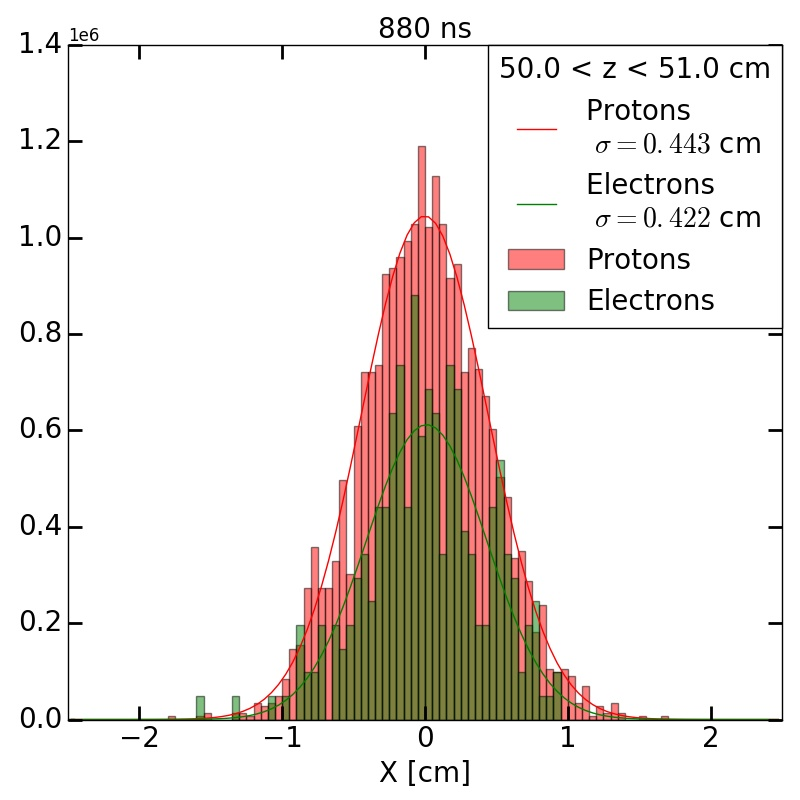 880 ns
1e6
1.4
1.2
1.0
0.8
0.6
0.4
0.2
0.0
50.0 < z < 51.0 cm
Protons
σ = 0.443 cm
Electrons
σ = 0.422 cm
Protons
Electrons
−2 −1 0 1 2
X [cm]